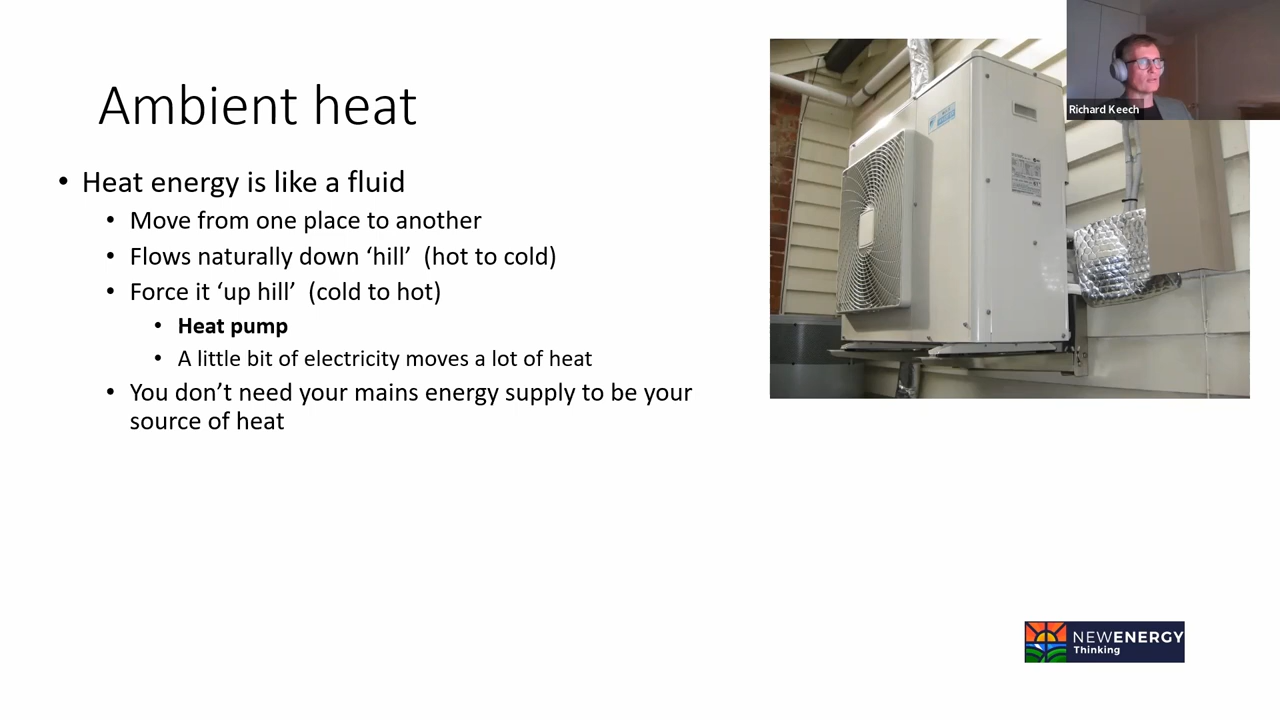 Ambient heat
• Heat energy is like a fluid
• Move from one place to another
• Flows naturally down ‘hill’ (hot to cold)
• Force it ‘up hill’ (cold to hot)
• Heat pump
• A little bit of electricity moves a lot of heat
• You don’t need your mains energy supply to be your
source of heat
Richard Keech
NEWENERGY
Thinking